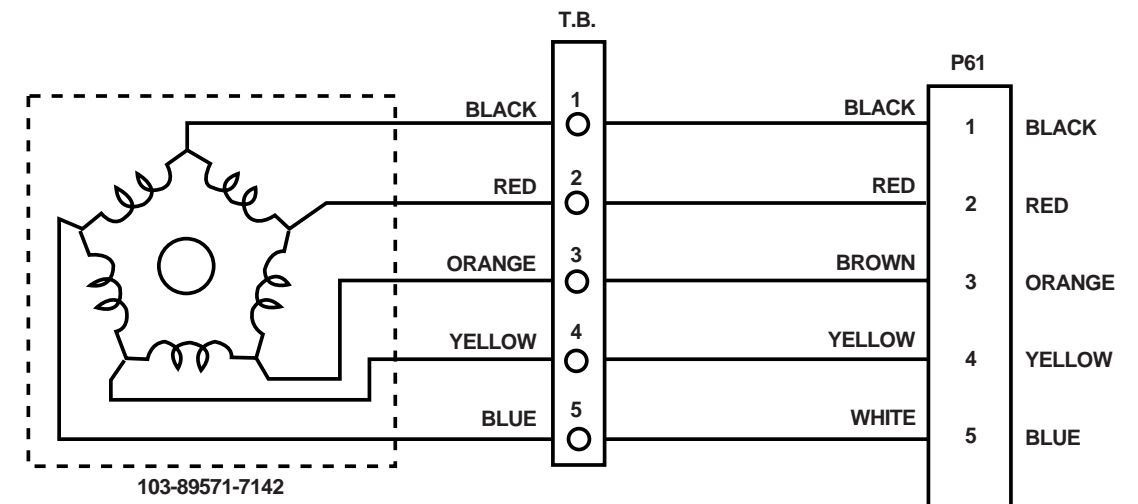 T.B.
P61
BLACK 1 BLACK 1 BLACK
RED 2 RED 2 RED
ORANGE 3 BROWN 3 ORANGE
YELLOW 4 YELLOW 4 YELLOW
BLUE 5 WHITE 5 BLUE
103-89571-7142